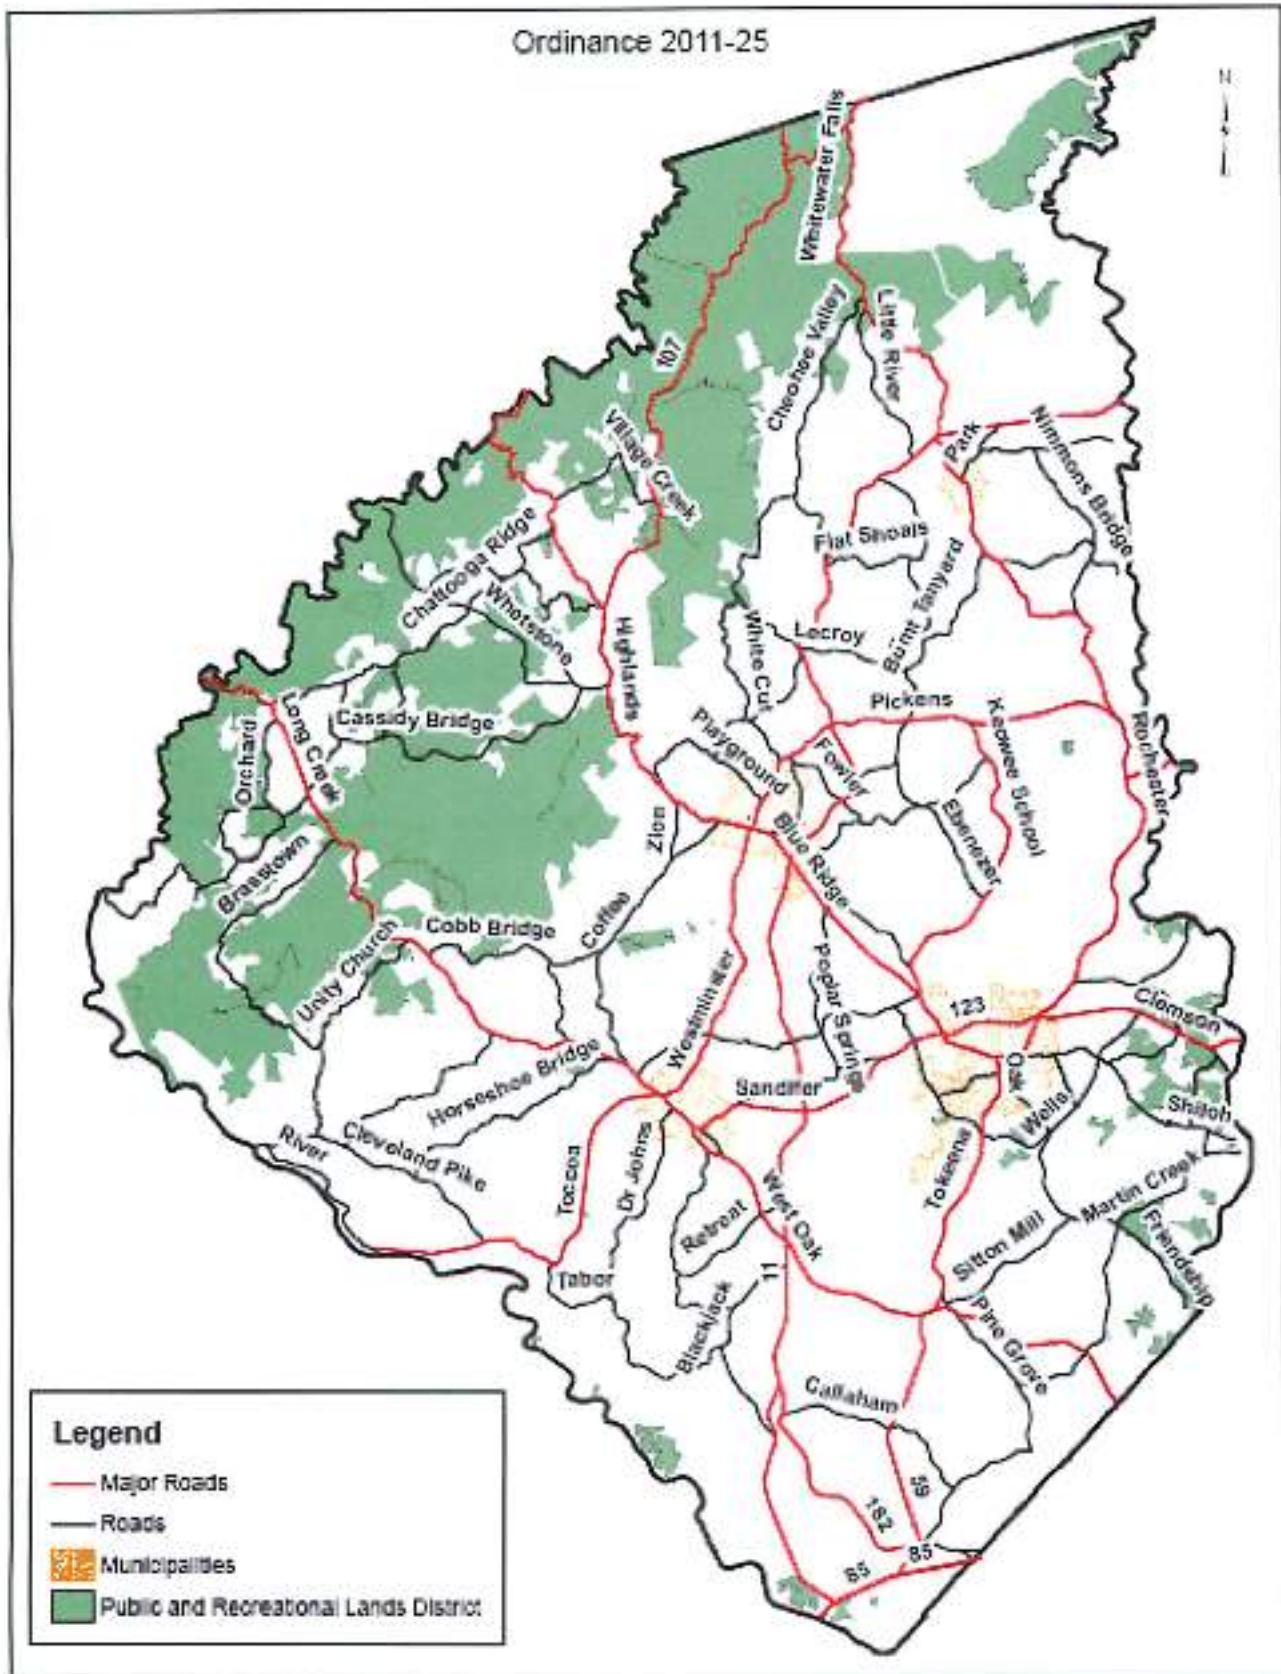 Ordinance 2011-25
N
Whitewater Falls
107
Cheohee Valley
Little River
Village Creek
Park
Nimmons Bridge
Chattooga Ridge
Flat Shoals
Burnt Tanyard
Whetstone
Highlands
White Cut
Lecroy
Pickens
Keowee School
Rochester
Long Creek
Cassidy Bridge
Orchard
Playground
Fowler
Ebenezer
Zion
Blue Ridge
Brasstown
Unity Church
Cobb Bridge
Coffee
Westminster
Poplar Springs
123
Clemson
Horseshoe Bridge
Sandifer
Oak
Wells
Shiloh
River
Cleveland Pike
Toccoa
Dr Johns
Tokeena
Martin Creek
Friendship
Retreat
West Oak
Sitton Mill
11
Tabor
Blackjack
Pine Grove
Callaham
59
182
85
85
Legend
Major Roads
Roads
Municipalities
Public and Recreational Lands District